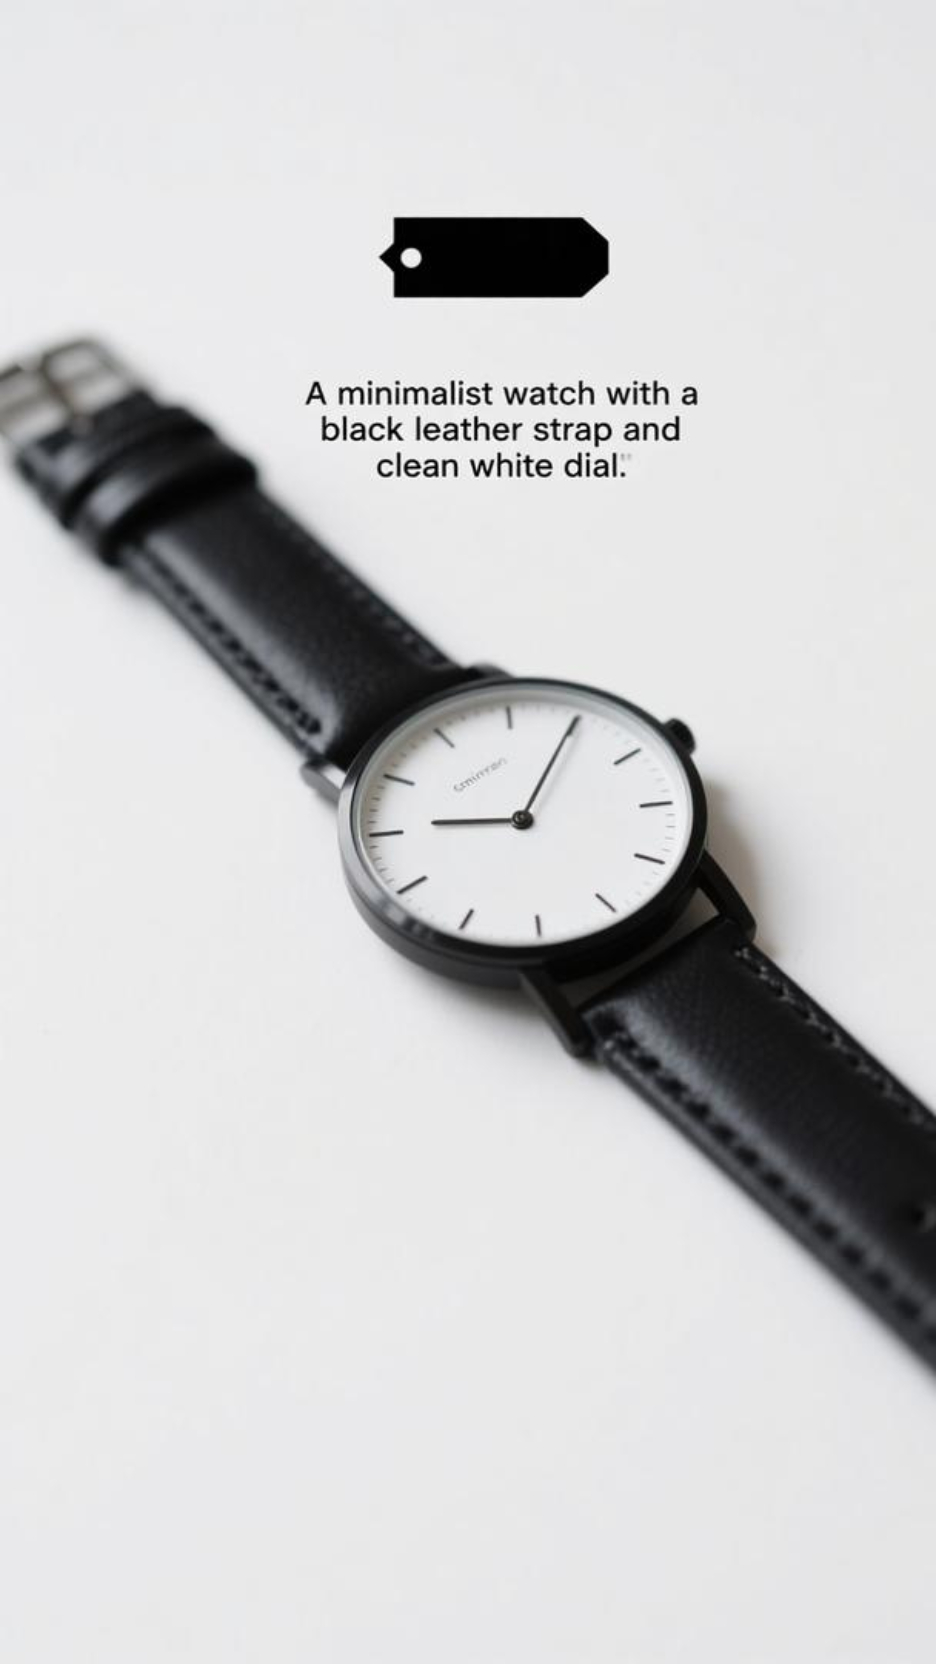 A minimalist watch with a
black leather strap and
clean white dial."